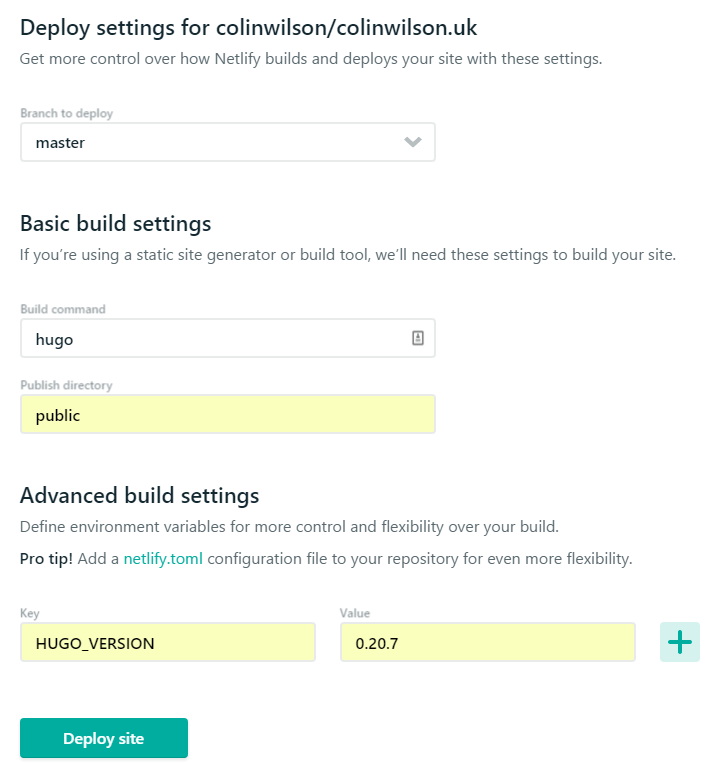 Deploy settings for colinwilson/colinwilson.uk
Get more control over how Netlify builds and deploys your site with these settings.
Branch to deploy
master
Basic build settings
If you’re using a static site generator or build tool, we’ll need these settings to build your site.
Build command
hugo
Publish directory
public
Advanced build settings
Define environment variables for more control and flexibility over your build.
Pro tip! Add a netlify.toml configuration file to your repository for even more flexibility.
Key Value
HUGO_VERSION 0.20.7
Deploy site